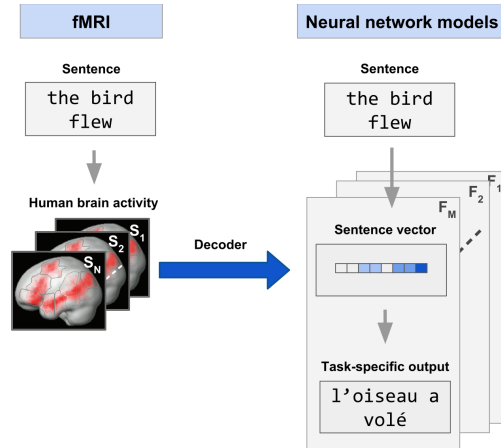 fMRI
Sentence
the bird
flew
Human brain activity
S1
S2
SN
Decoder
Neural network models
Sentence
the bird
flew
F1
F2
FM
Sentence vector
Task-specific output
l'oiseau a
volé